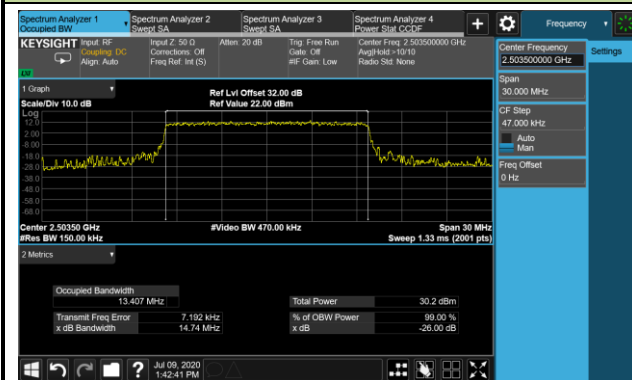 Spectrum Analyzer 1
Occupied BW
Spectrum Analyzer 2
Swept SA
Spectrum Analyzer 3
Swept SA
Spectrum Analyzer 4
Power Stat CCDF
Frequency
KEYSIGHT
Input: RF
Coupling: DC
Align: Auto
Input Z: 50 Ω
Corrections: Off
Freq Ref: Int (S)
Atten: 20 dB
Trig: Free Run
Gate: Off
#IF Gain: Low
Center Freq: 2.503500000 GHz
Avg|Hold:>10/10
Radio Std: None
LXI
Center Frequency
2.503500000 GHz
Settings
Span
30.000 MHz
CF Step
47.000 kHz
Auto
Man
Freq Offset
0 Hz
1 Graph
Scale/Div 10.0 dB
Ref Lvl Offset 32.00 dB
Ref Value 22.00 dBm
Log
12.0
2.00
-8.00
-18.0
-28.0
-38.0
-48.0
-58.0
-68.0
Center 2.50350 GHz
#Res BW 150.00 kHz
#Video BW 470.00 kHz
Span 30 MHz
Sweep 1.33 ms (2001 pts)
2 Metrics
Occupied Bandwidth
13.407 MHz
Total Power 30.2 dBm
Transmit Freq Error 7.192 kHz
% of OBW Power 99.00 %
x dB Bandwidth 14.74 MHz
x dB -26.00 dB
Jul 09, 2020
1:42:41 PM